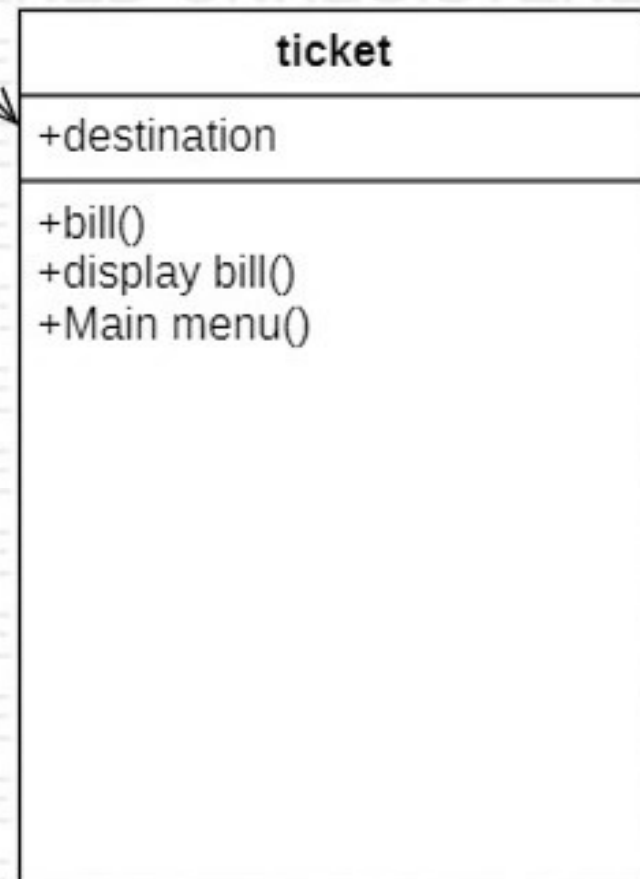 ticket
+destination
+bill()
+display bill()
+Main menu()